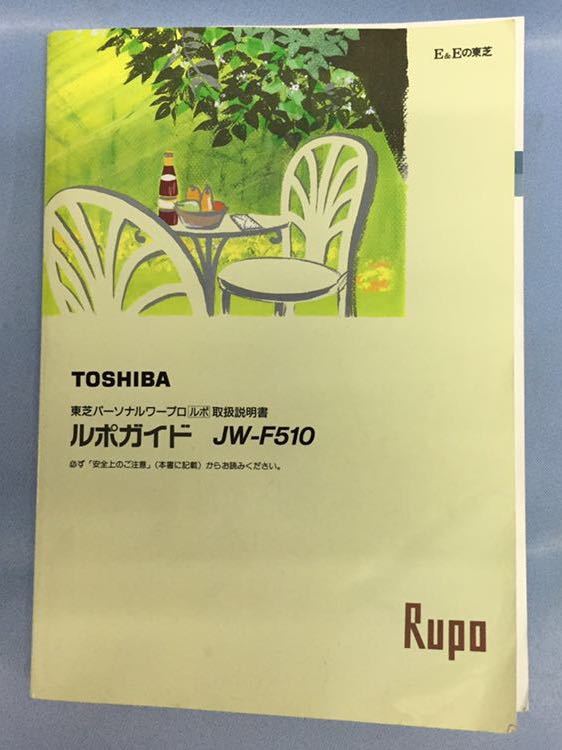 E&Eの東芝
TOSHIBA
東芝パーソナルワープロ ルポ 取扱説明書
ルポガイド JW-F510
必ず「安全上のご注意」(本書に記載)からお読みください。
Rupo